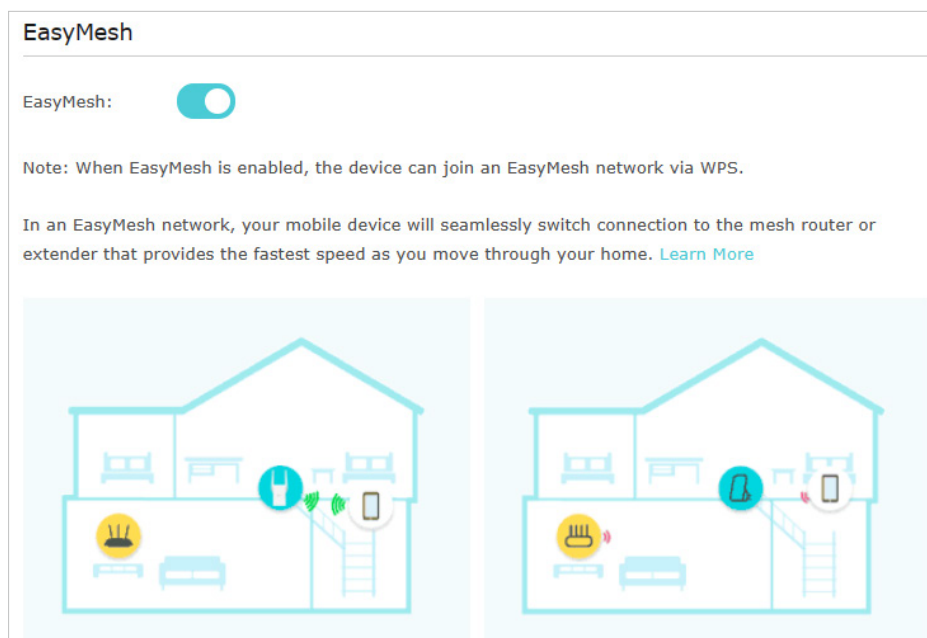 EasyMesh
EasyMesh:
Note: When EasyMesh is enabled, the device can join an EasyMesh network via WPS.
In an EasyMesh network, your mobile device will seamlessly switch connection to the mesh router or
extender that provides the fastest speed as you move through your home. Learn More